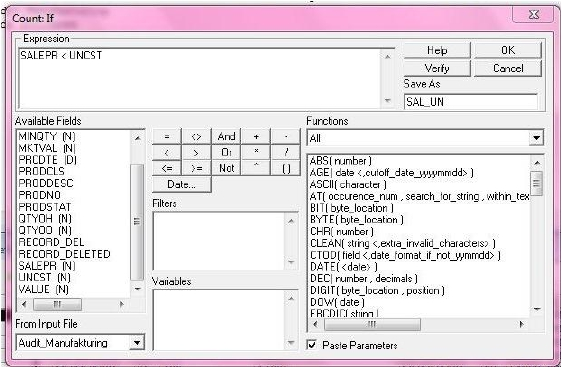 Count: If
Expression
SALEPR < UNCST
Help
OK
Verify
Cancel
Save As
SAL_UN
Available Fields
MINQTY (N)
MKTVAL (N)
PRCDTE (D)
PRODCLS
PRODDESC
PRODNO
PRODSTAT
QTYOH (N)
QTYOO (N)
RECORD_DEL
RECORD_DELETED
SALEPR (N)
UNCST (N)
VALUE (N)
From Input File
Audit_Manufakturing
= <> And + -
< > Or * /
<= >= Not ^ ( )
Date...
Filters
Variables
Functions
All
ABS( number )
AGE( date <,cutoff_date_yyyymmdd> )
ASCII( character )
AT( occurence_num , search_for_string , within_tex
BIT( byte_location )
BYTE( byte_location )
CHR( number )
CLEAN( string <,extra_invalid_characters> )
CTOD( field <,date_format_if_not_yymmdd> )
DATE( <date> )
DEC( number , decimals )
DIGIT( byte_location , position )
DOW( date )
EBCDIC( string )
Paste Parameters